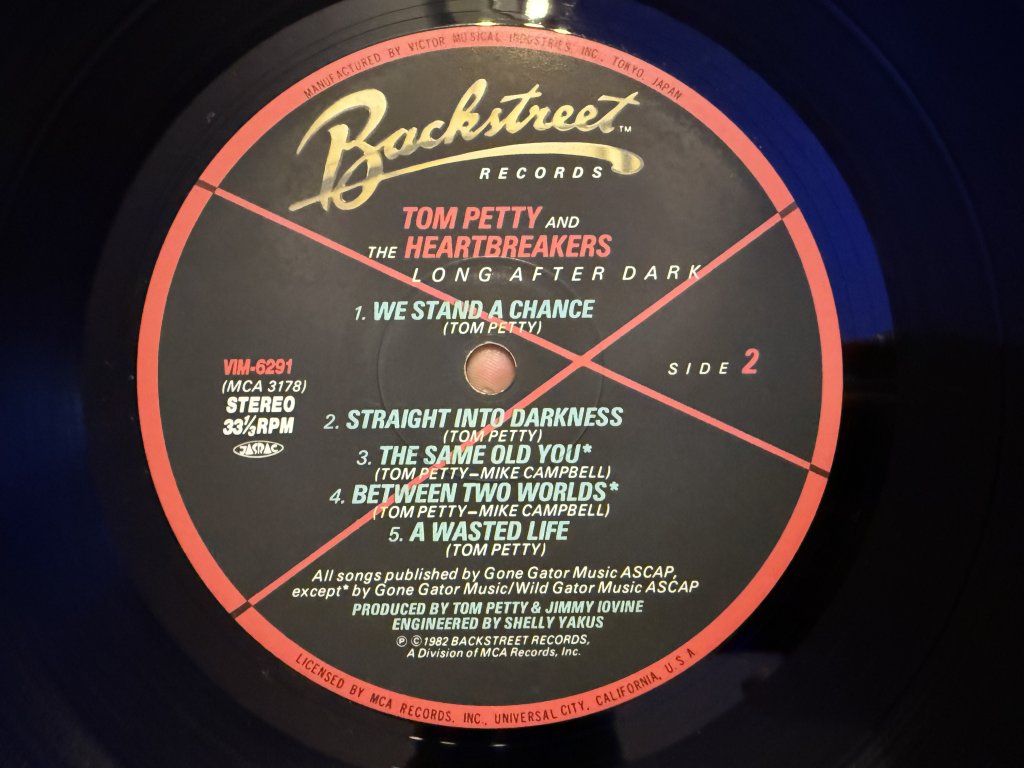 MANUFACTURED BY VICTOR MUSICAL INDUSTRIES, INC., TOKYO, JAPAN
Backstreet™
RECORDS
TOM PETTY AND
THE HEARTBREAKERS
LONG AFTER DARK
1. WE STAND A CHANCE
(TOM PETTY)
SIDE 2
VIM-6291
(MCA 3178)
STEREO
33⅓RPM
JASRAC
2. STRAIGHT INTO DARKNESS
(TOM PETTY)
3. THE SAME OLD YOU*
(TOM PETTY–MIKE CAMPBELL)
4. BETWEEN TWO WORLDS*
(TOM PETTY–MIKE CAMPBELL)
5. A WASTED LIFE
(TOM PETTY)
All songs published by Gone Gator Music ASCAP,
except* by Gone Gator Music/Wild Gator Music ASCAP
PRODUCED BY TOM PETTY & JIMMY IOVINE
ENGINEERED BY SHELLY YAKUS
Ⓟ ©1982 BACKSTREET RECORDS,
A Division of MCA Records, Inc.
LICENSED BY MCA RECORDS, INC., UNIVERSAL CITY, CALIFORNIA, U.S.A